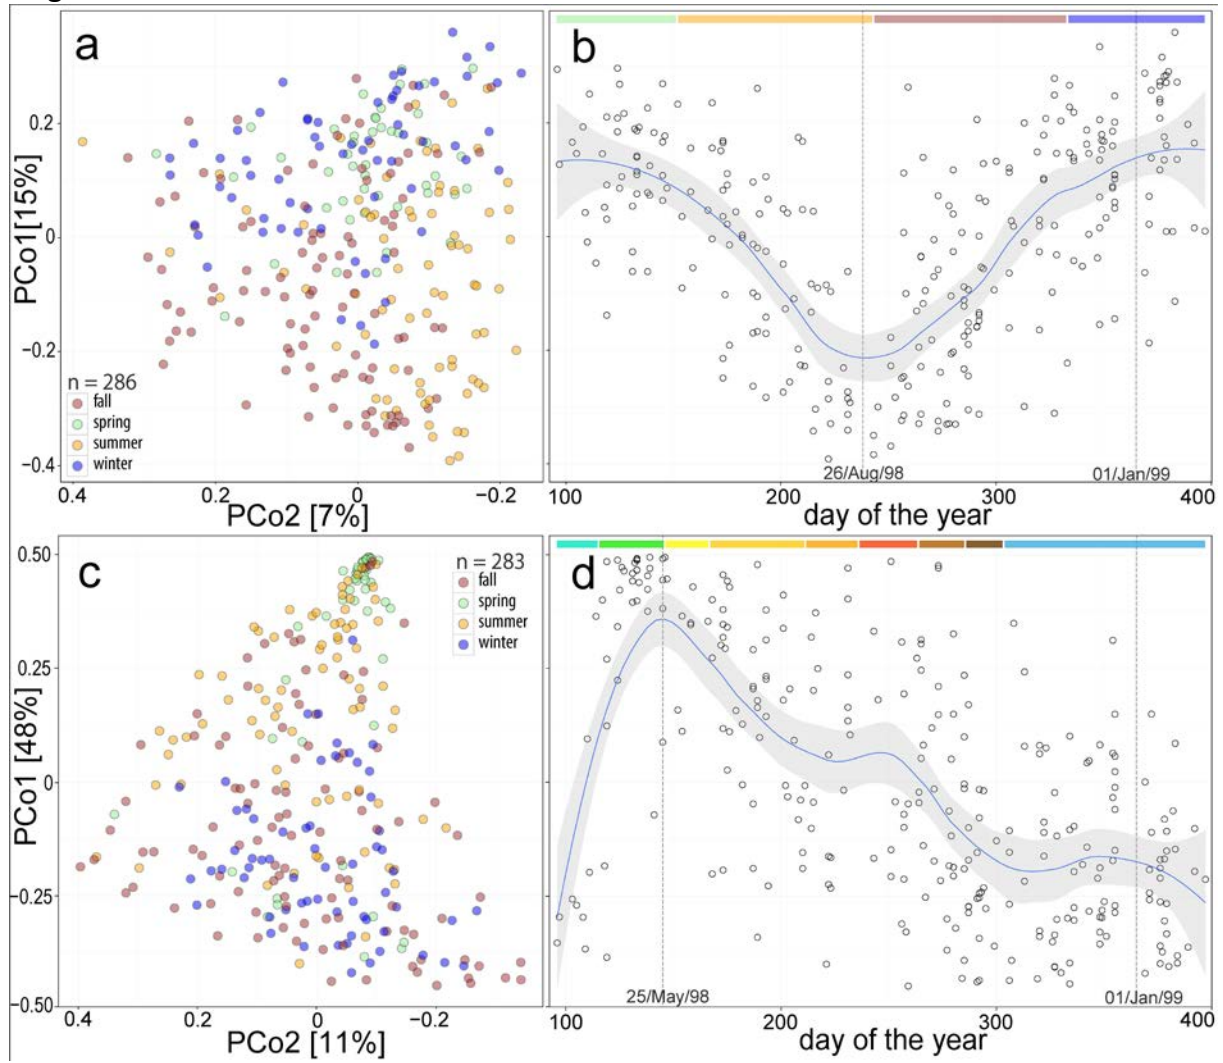 a
PCo1[15%]
0.2
0
−0.2
−0.4
n = 286
fall
spring
summer
winter
0.4
0.2
0
−0.2
PCo2 [7%]
b
26/Aug/98
01/Jan/99
100
200
300
400
day of the year
c
PCo1 [48%]
0.50
0.25
0
−0.25
−0.50
n = 283
fall
spring
summer
winter
0.4
0.2
0
−0.2
PCo2 [11%]
d
25/May/98
01/Jan/99
100
200
300
400
day of the year